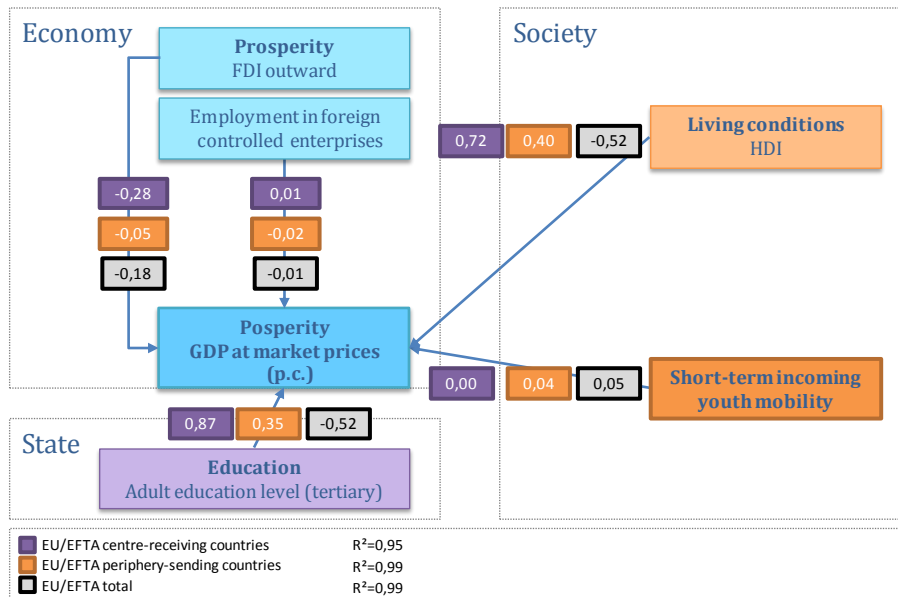 Economy
Prosperity
FDI outward
Employment in foreign
controlled enterprises
-0,28
-0,05
-0,18
0,01
-0,02
-0,01
Posperity
GDP at market prices
(p.c.)
Society
0,72 0,40 -0,52
Living conditions
HDI
0,00 0,04 0,05
Short-term incoming
youth mobility
State
0,87 0,35 -0,52
Education
Adult education level (tertiary)
EU/EFTA centre-receiving countries R²=0,95
EU/EFTA periphery-sending countries R²=0,99
EU/EFTA total R²=0,99